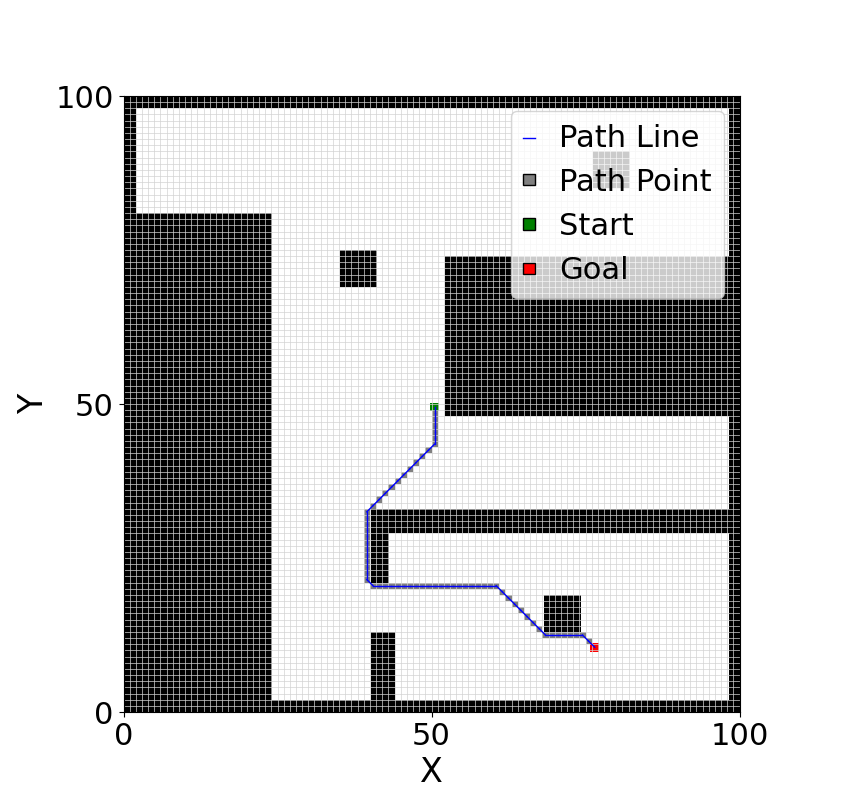 Path Line
Path Point
Start
Goal
100
50
0
0 50 100
X
Y